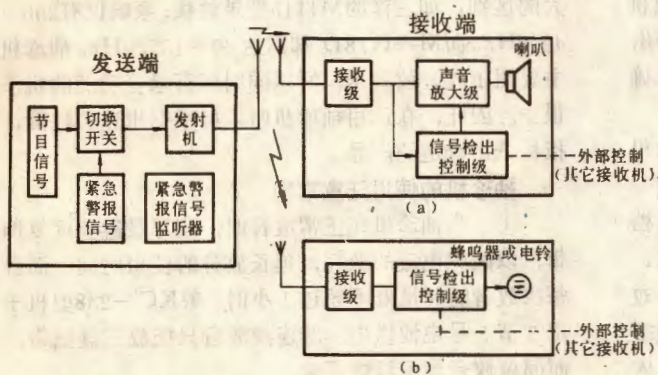 发送端
节目信号
切换
开关
发射
机
紧急
警报
信号
紧急警
报信号
监听器
接收端
接收
级
声音
放大级
喇叭
信号检出
控制级
外部控制
(其它接收机)
(a)
接收
级
信号检出
控制级
蜂鸣器或电铃
外部控制
(其它接收机)
(b)